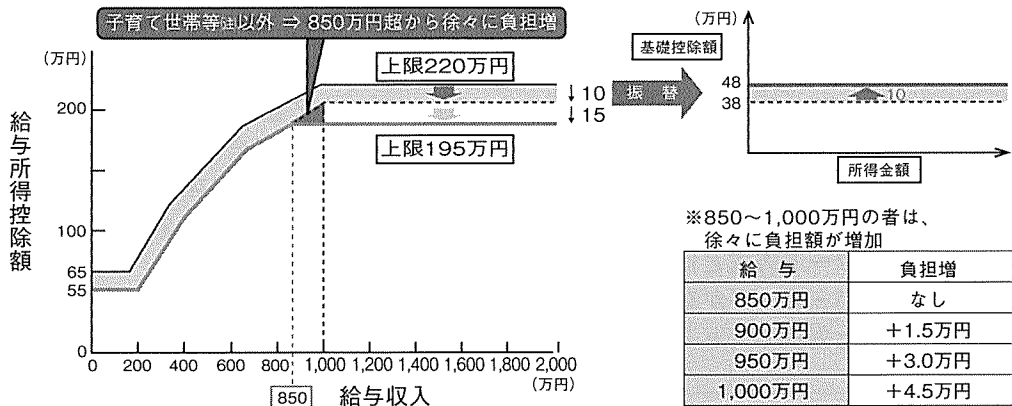 子育て世帯等注以外 ⇒ 850万円超から徐々に負担増
(万円)
200
100
65
55
0
給与所得控除額
上限220万円
上限195万円
↓10
↓15
振替
0 200 400 600 800 1,000 1,200 1,400 1,600 1,800 2,000
(万円)
850
給与収入
基礎控除額
(万円)
48
38
10
所得金額
※850～1,000万円の者は、
徐々に負担額が増加
給与 負担増
850万円 なし
900万円 +1.5万円
950万円 +3.0万円
1,000万円 +4.5万円